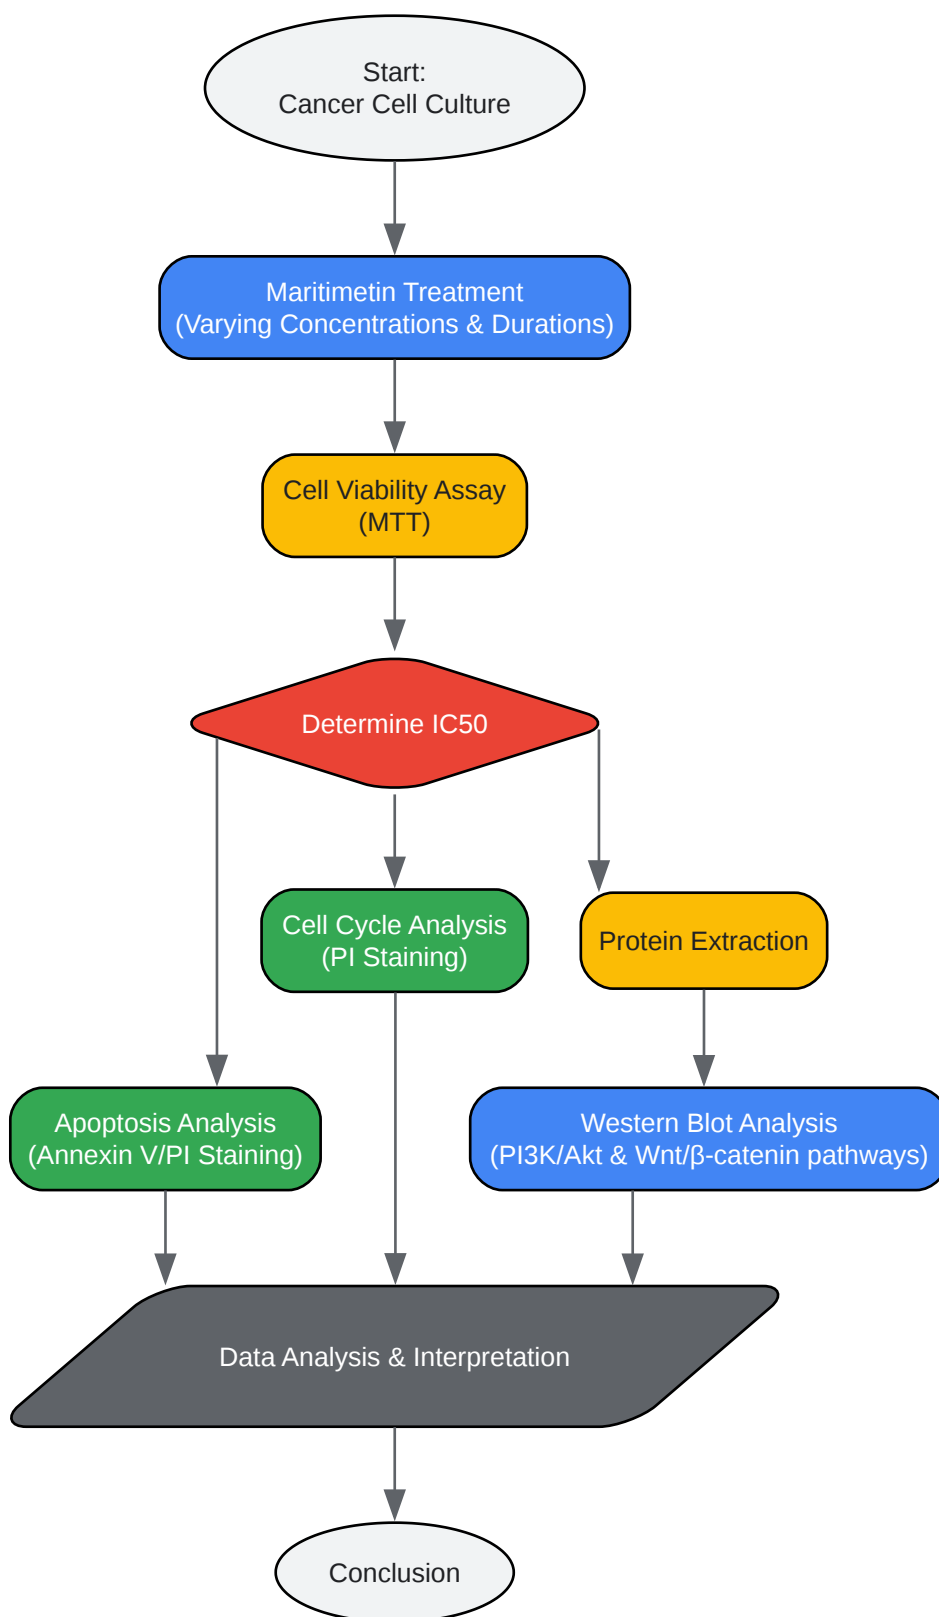 Start:
Cancer Cell Culture
Maritimetin Treatment
(Varying Concentrations & Durations)
Cell Viability Assay
(MTT)
Determine IC50
Cell Cycle Analysis
(PI Staining)
Protein Extraction
Apoptosis Analysis
(Annexin V/PI Staining)
Western Blot Analysis
(PI3K/Akt & Wnt/β-catenin pathways)
Data Analysis & Interpretation
Conclusion